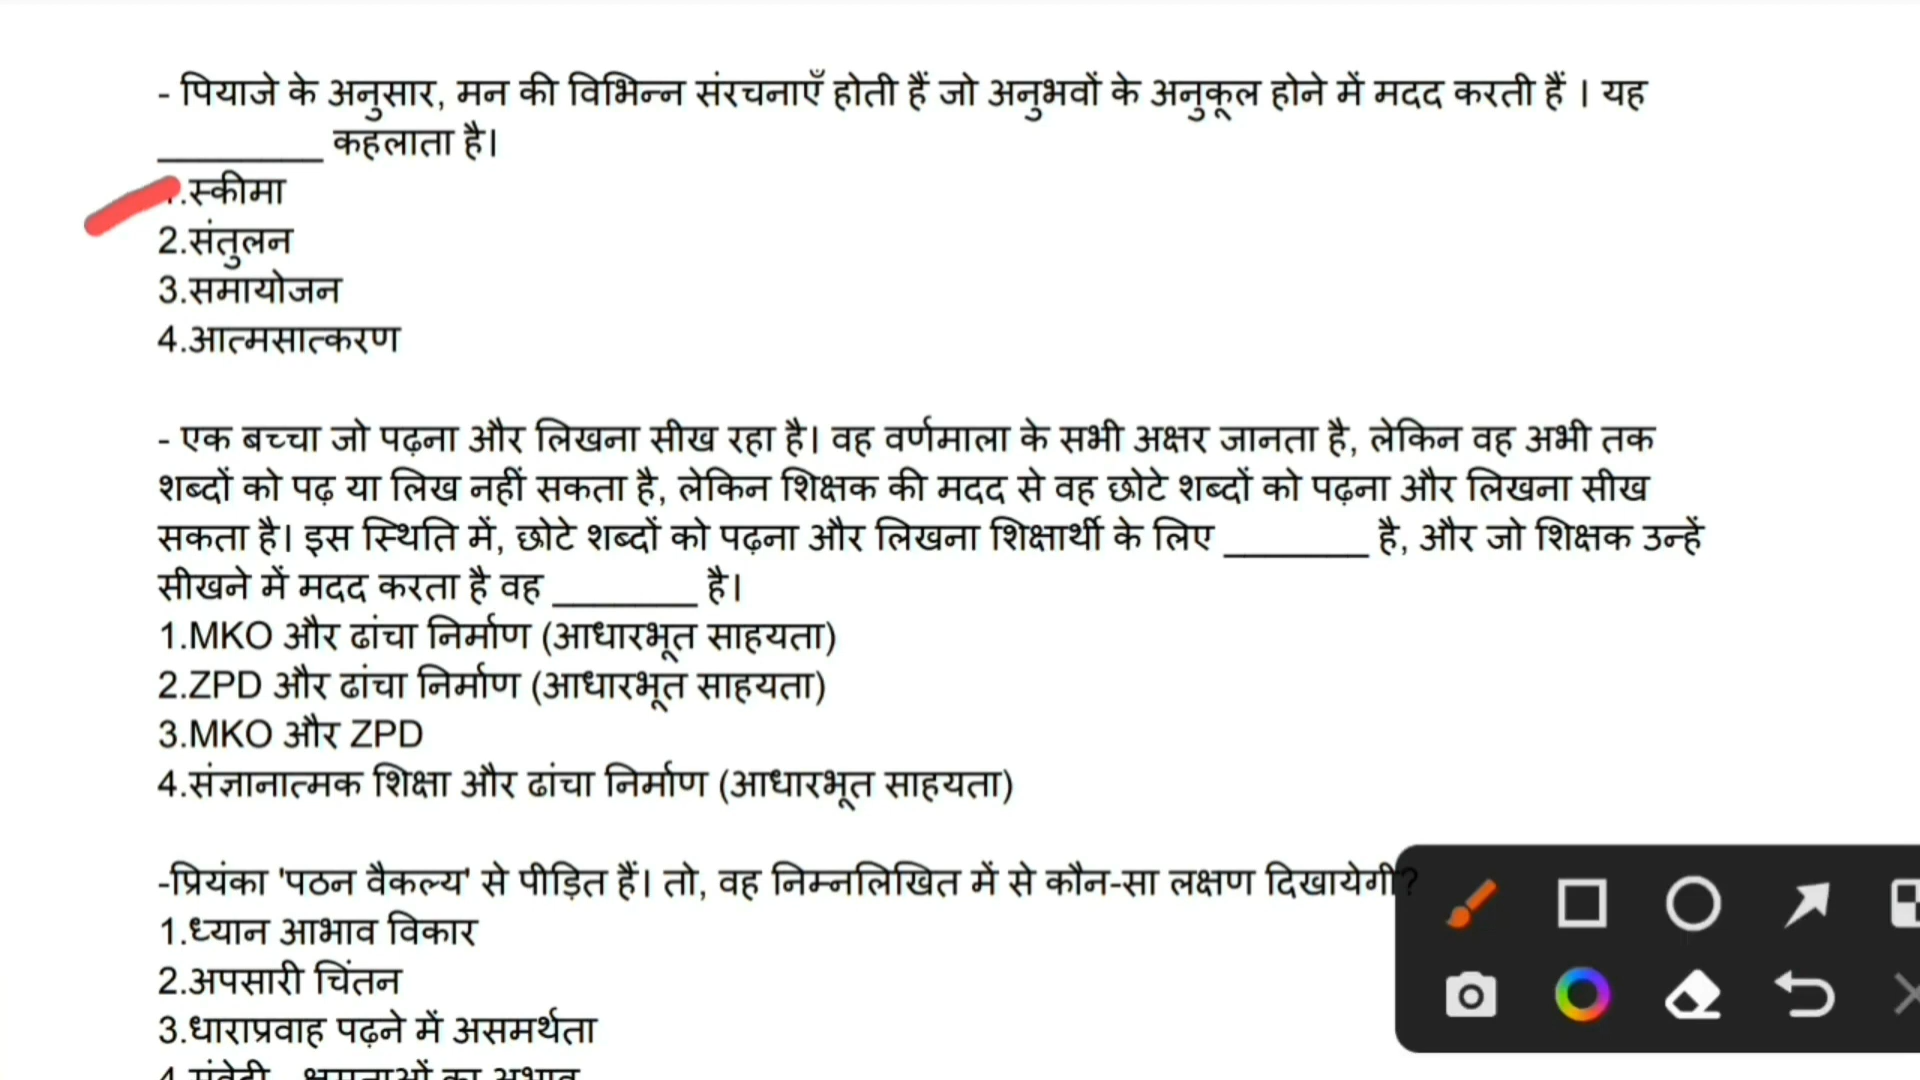 - पियाजे के अनुसार, मन की विभिन्न संरचनाएँ होती हैं जो अनुभवों के अनुकूल होने में मदद करती हैं । यह
________ कहलाता है।
.स्कीमा
2.संतुलन
3.समायोजन
4.आत्मसात्करण
- एक बच्चा जो पढ़ना और लिखना सीख रहा है। वह वर्णमाला के सभी अक्षर जानता है, लेकिन वह अभी तक
शब्दों को पढ़ या लिख नहीं सकता है, लेकिन शिक्षक की मदद से वह छोटे शब्दों को पढ़ना और लिखना सीख
सकता है। इस स्थिति में, छोटे शब्दों को पढ़ना और लिखना शिक्षार्थी के लिए _______ है, और जो शिक्षक उन्हें
सीखने में मदद करता है वह _______ है।
1.MKO और ढांचा निर्माण (आधारभूत साहयता)
2.ZPD और ढांचा निर्माण (आधारभूत साहयता)
3.MKO और ZPD
4.संज्ञानात्मक शिक्षा और ढांचा निर्माण (आधारभूत साहयता)
-प्रियंका 'पठन वैकल्य' से पीड़ित हैं। तो, वह निम्नलिखित में से कौन-सा लक्षण दिखायेगी?
1.ध्यान आभाव विकार
2.अपसारी चिंतन
3.धाराप्रवाह पढ़ने में असमर्थता